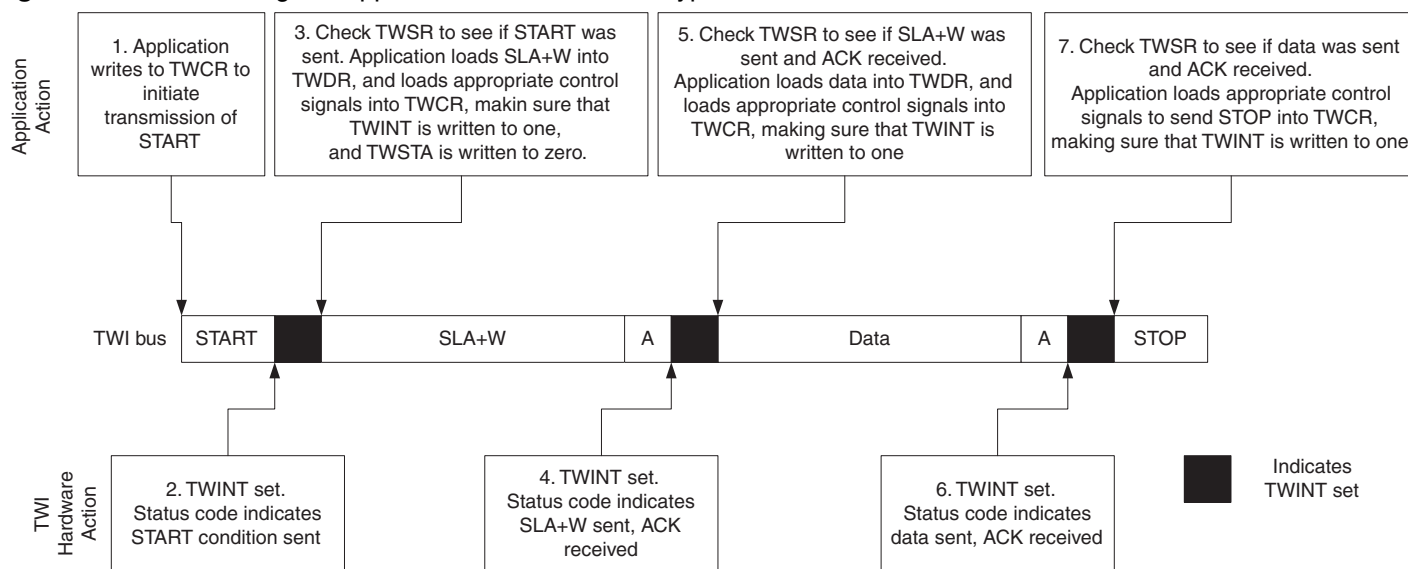 Application
Action
1. Application
writes to TWCR to
initiate
transmission of
START
3. Check TWSR to see if START was
sent. Application loads SLA+W into
TWDR, and loads appropriate control
signals into TWCR, makin sure that
TWINT is written to one,
and TWSTA is written to zero.
5. Check TWSR to see if SLA+W was
sent and ACK received.
Application loads data into TWDR, and
loads appropriate control signals into
TWCR, making sure that TWINT is
written to one
7. Check TWSR to see if data was sent
and ACK received.
Application loads appropriate control
signals to send STOP into TWCR,
making sure that TWINT is written to one
TWI bus START SLA+W A Data A STOP
TWI
Hardware
Action
2. TWINT set.
Status code indicates
START condition sent
4. TWINT set.
Status code indicates
SLA+W sent, ACK
received
6. TWINT set.
Status code indicates
data sent, ACK received
Indicates
TWINT set